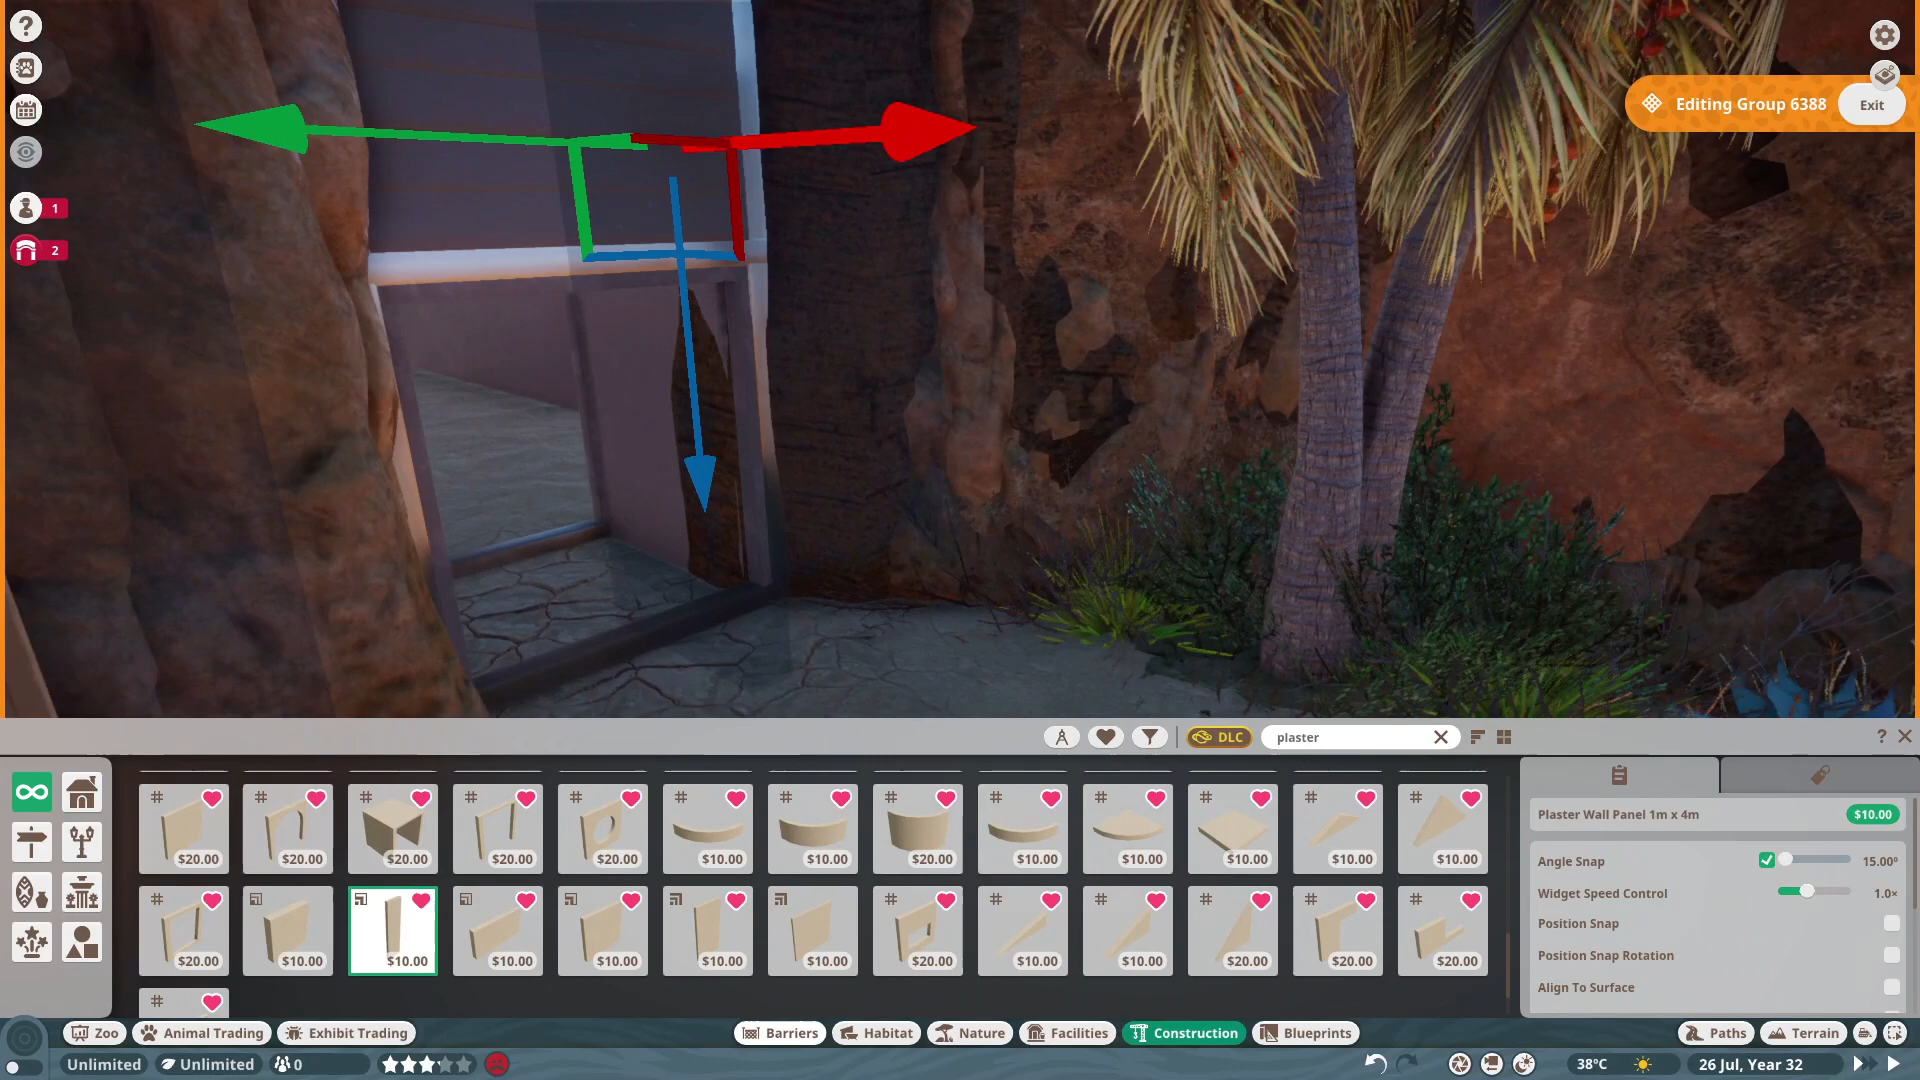 ?
Editing Group 6388
Exit
1
2
DLC
plaster
?
$20.00 $20.00 $20.00 $20.00 $20.00 $10.00 $10.00 $20.00 $10.00 $10.00 $10.00 $10.00 $10.00
$20.00 $10.00 $10.00 $10.00 $10.00 $10.00 $10.00 $20.00 $10.00 $10.00 $20.00 $20.00 $20.00
Plaster Wall Panel 1m x 4m $10.00
Angle Snap 15.00º
Widget Speed Control 1.0×
Position Snap
Position Snap Rotation
Align To Surface
Zoo Animal Trading Exhibit Trading Barriers Habitat Nature Facilities Construction Blueprints Paths Terrain
Unlimited Unlimited 0 38ºC 26 Jul, Year 32